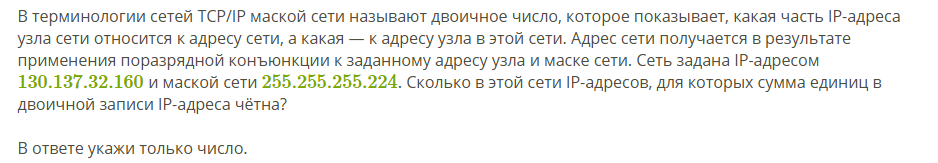 В терминологии сетей TCP/IP маской сети называют двоичное число, которое показывает, какая часть IP-адреса
узла сети относится к адресу сети, а какая — к адресу узла в этой сети. Адрес сети получается в результате
применения поразрядной конъюнкции к заданному адресу узла и маске сети. Сеть задана IP-адресом
130.137.32.160 и маской сети 255.255.255.224. Сколько в этой сети IP-адресов, для которых сумма единиц в
двоичной записи IP-адреса чётна?
В ответе укажи только число.